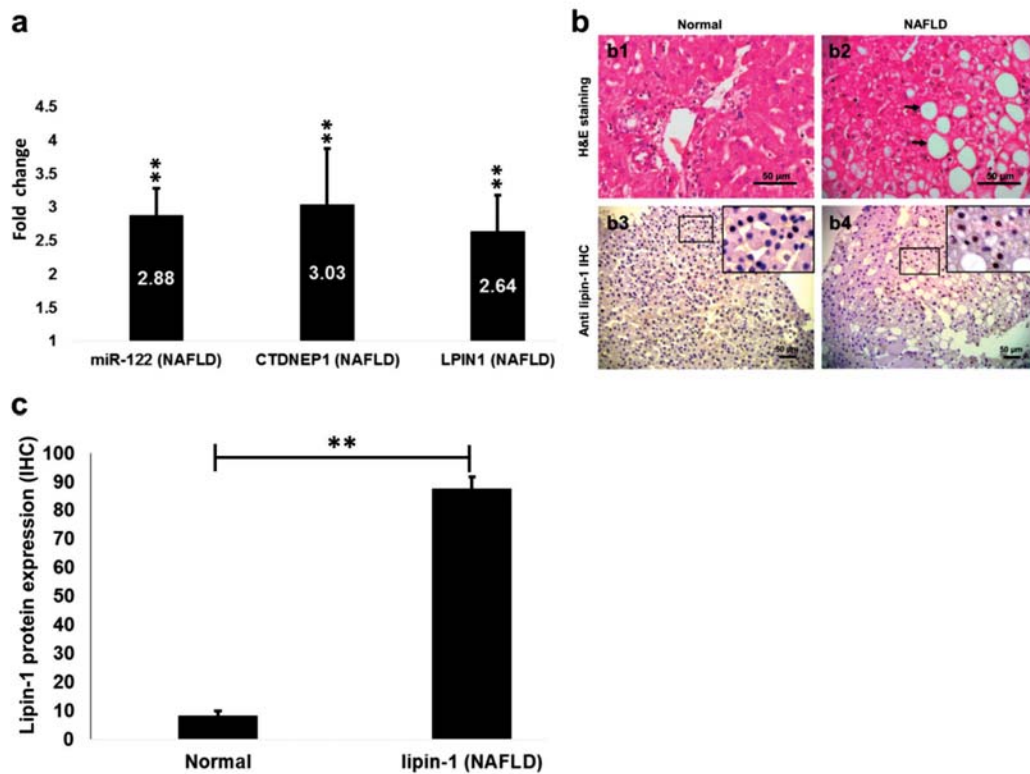 a
Fold change
4.5
4
3.5
3
2.5
2
1.5
1
**
**
**
2.88
3.03
2.64
miR-122 (NAFLD)
CTDNEP1 (NAFLD)
LPIN1 (NAFLD)
b
Normal
NAFLD
H&E staining
b1
50 µm
b2
50 µm
Anti lipin-1 IHC
b3
50 µm
b4
50 µm
c
Lipin-1 protein expression (IHC)
100
90
80
70
60
50
40
30
20
10
0
**
Normal
lipin-1 (NAFLD)